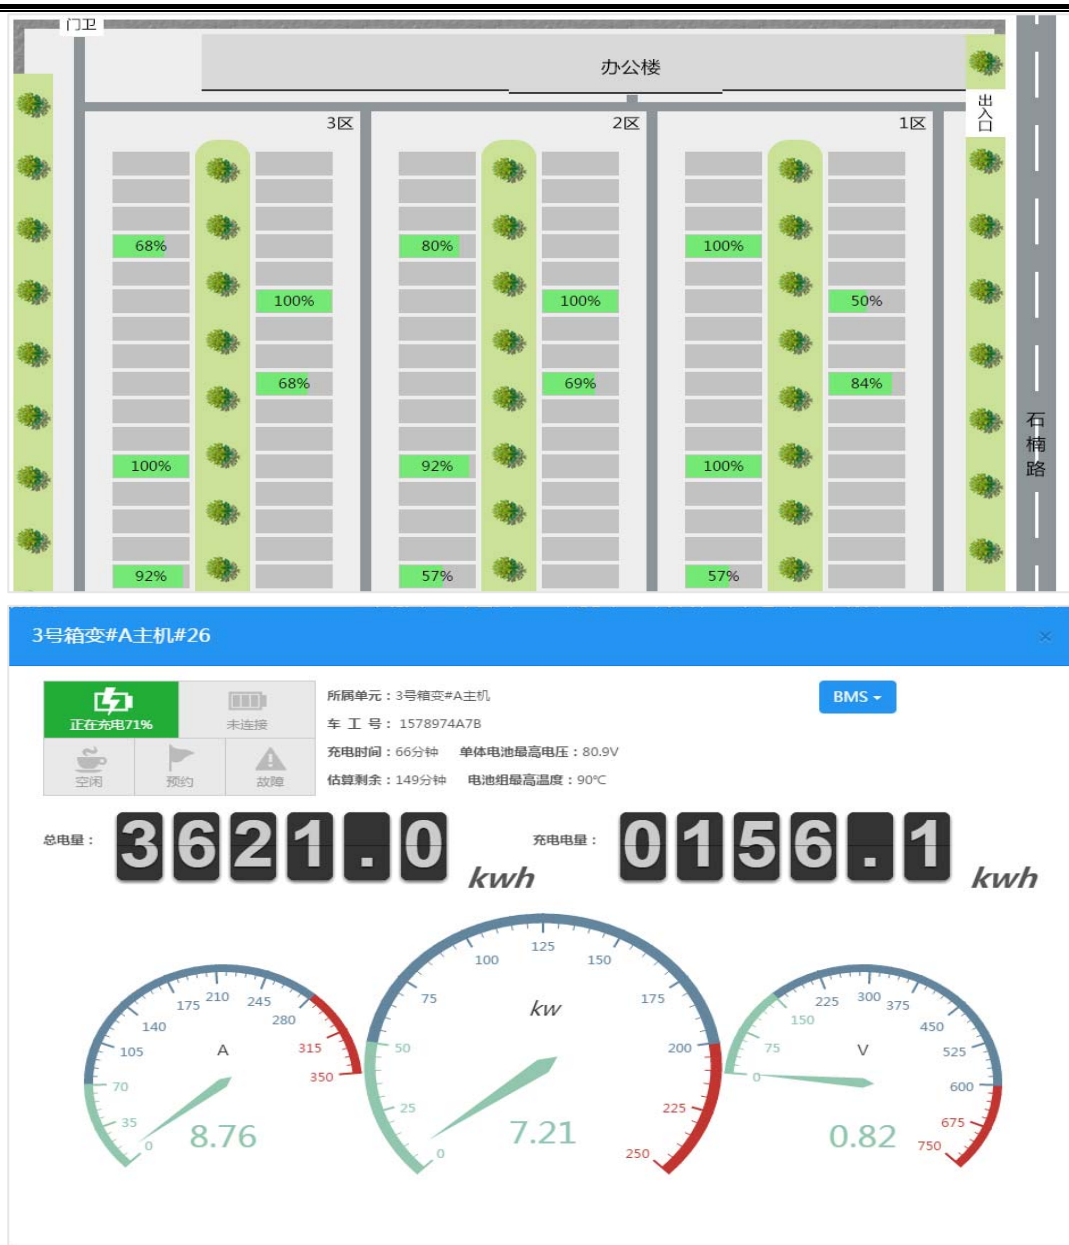 门卫
办公楼
出入口
3区
2区
1区
68%
80%
100%
100%
100%
50%
68%
69%
84%
100%
92%
100%
92%
57%
57%
石楠路
3号箱变#A主机#26
×
正在充电71%
未连接
空闲
预约
故障
所属单元：3号箱变#A主机
BMS
车 工 号： 1578974A7B
充电时间：66分钟 单体电池最高电压：80.9V
估算剩余：149分钟 电池组最高温度：90℃
总电量： 3621.0 kwh
充电电量： 0156.1 kwh
0 35 70 105 140 175 210 245 280 315 350
A
8.76
0 25 50 75 100 125 150 175 200 225 250
kw
7.21
0 75 150 225 300 375 450 525 600 675 750
V
0.82